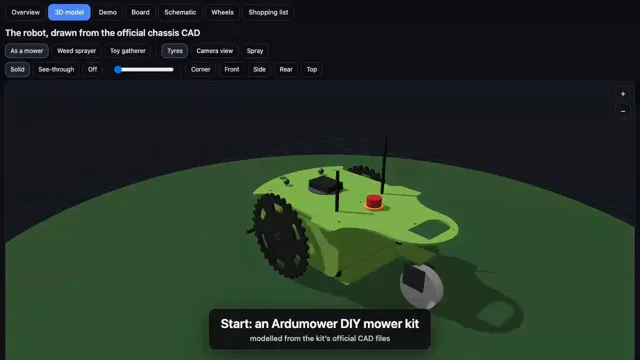 Overview 3D model Demo Board Schematic Wheels Shopping list
The robot, drawn from the official chassis CAD
As a mower Weed sprayer Toy gatherer Tyres Camera view Spray
Solid See-through Off Corner Front Side Rear Top
+
−
Start: an Ardumower DIY mower kit
modelled from the kit's official CAD files